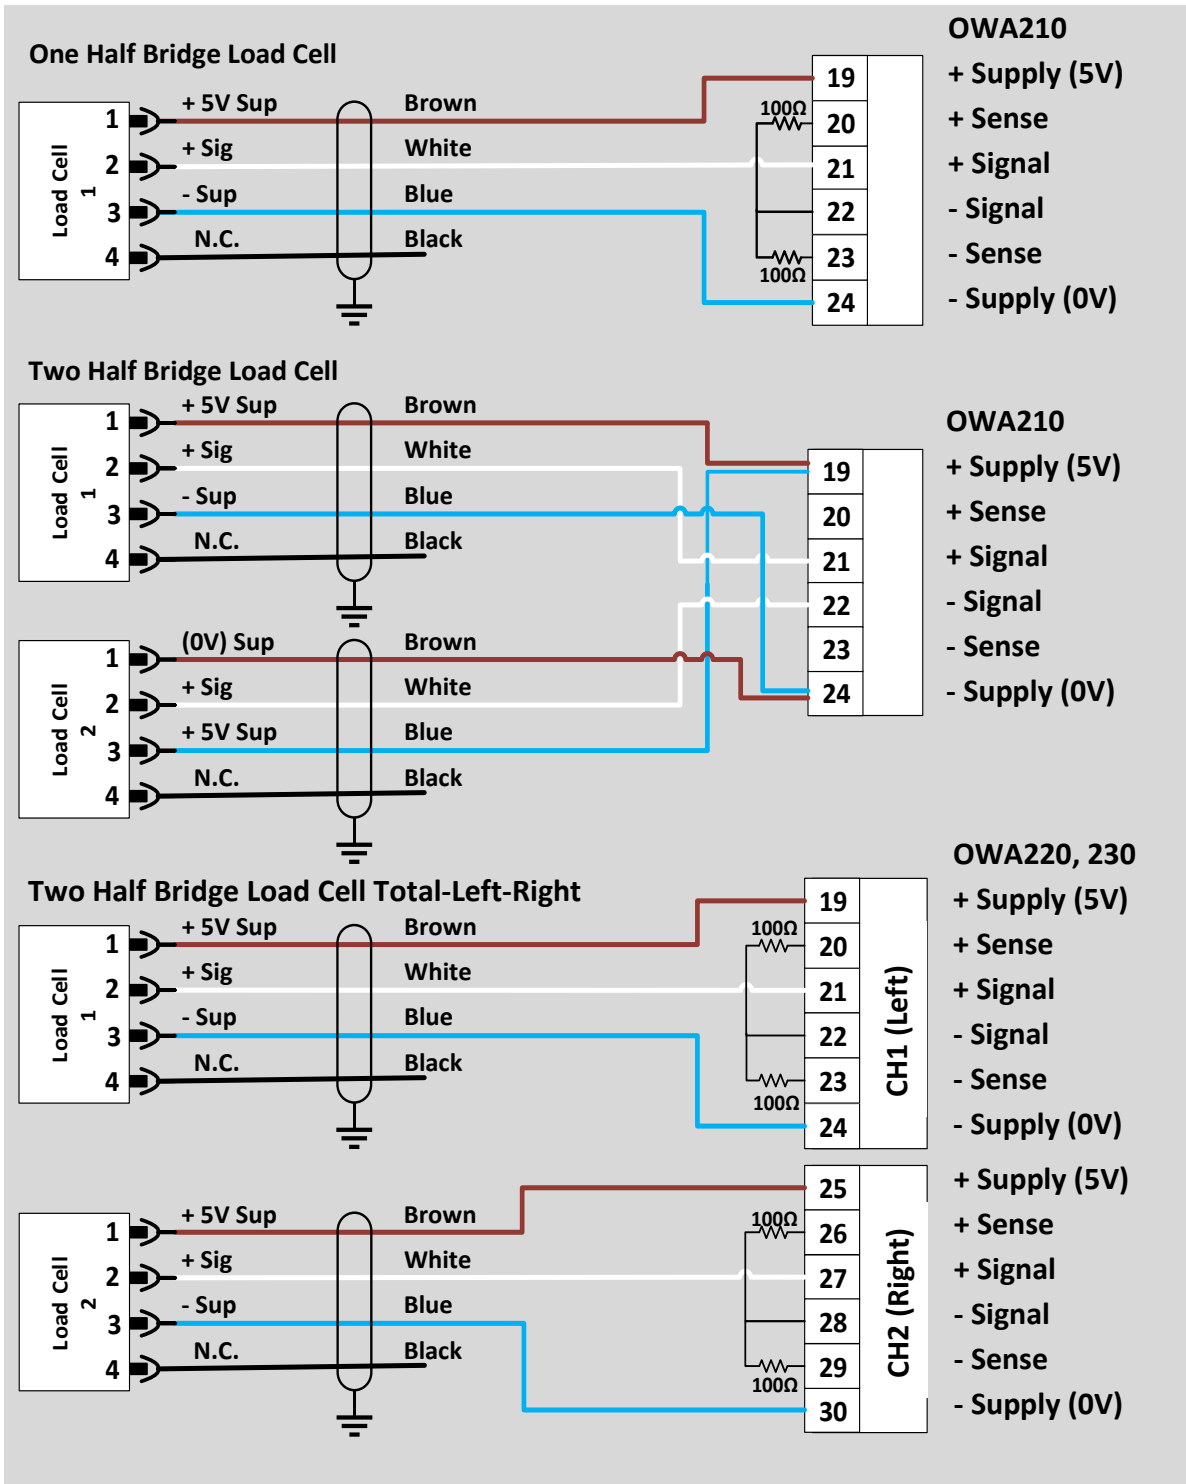 OWA210
One Half Bridge Load Cell
19 + Supply (5V)
1 + 5V Sup Brown
100Ω 20 + Sense
2 + Sig White
21 + Signal
Load Cell 1
3 - Sup Blue
22 - Signal
4 N.C. Black
100Ω 23 - Sense
24 - Supply (0V)
Two Half Bridge Load Cell
1 + 5V Sup Brown
OWA210
2 + Sig White
19 + Supply (5V)
Load Cell 1
3 - Sup Blue
20 + Sense
4 N.C. Black
21 + Signal
22 - Signal
1 (0V) Sup Brown
23 - Sense
2 + Sig White
24 - Supply (0V)
Load Cell 2
3 + 5V Sup Blue
4 N.C. Black
OWA220, 230
Two Half Bridge Load Cell Total-Left-Right
19 + Supply (5V)
1 + 5V Sup Brown
100Ω 20 + Sense
2 + Sig White
21 + Signal
Load Cell 1
CH1 (Left)
3 - Sup Blue
22 - Signal
4 N.C. Black
23 - Sense
100Ω
24 - Supply (0V)
25 + Supply (5V)
1 + 5V Sup Brown
100Ω 26 + Sense
2 + Sig White
27 + Signal
Load Cell 2
CH2 (Right)
3 - Sup Blue
28 - Signal
4 N.C. Black
29 - Sense
100Ω
30 - Supply (0V)